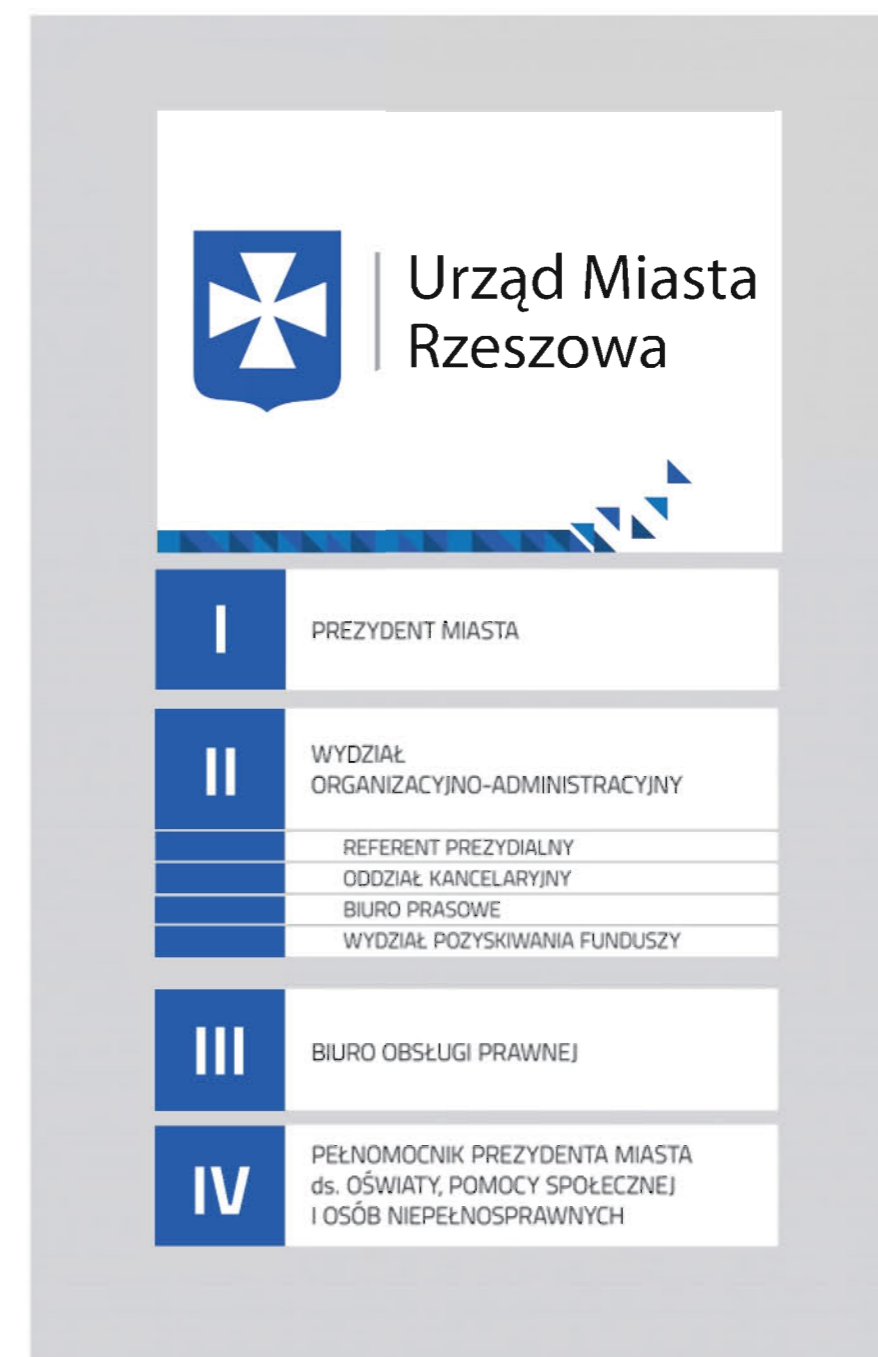 Urząd Miasta
Rzeszowa
I
PREZYDENT MIASTA
II
WYDZIAŁ
ORGANIZACYJNO-ADMINISTRACYJNY
REFERENT PREZYDIALNY
ODDZIAŁ KANCELARYJNY
BIURO PRASOWE
WYDZIAŁ POZYSKIWANIA FUNDUSZY
III
BIURO OBSŁUGI PRAWNEJ
IV
PEŁNOMOCNIK PREZYDENTA MIASTA
ds. OŚWIATY, POMOCY SPOŁECZNEJ
I OSÓB NIEPEŁNOSPRAWNYCH